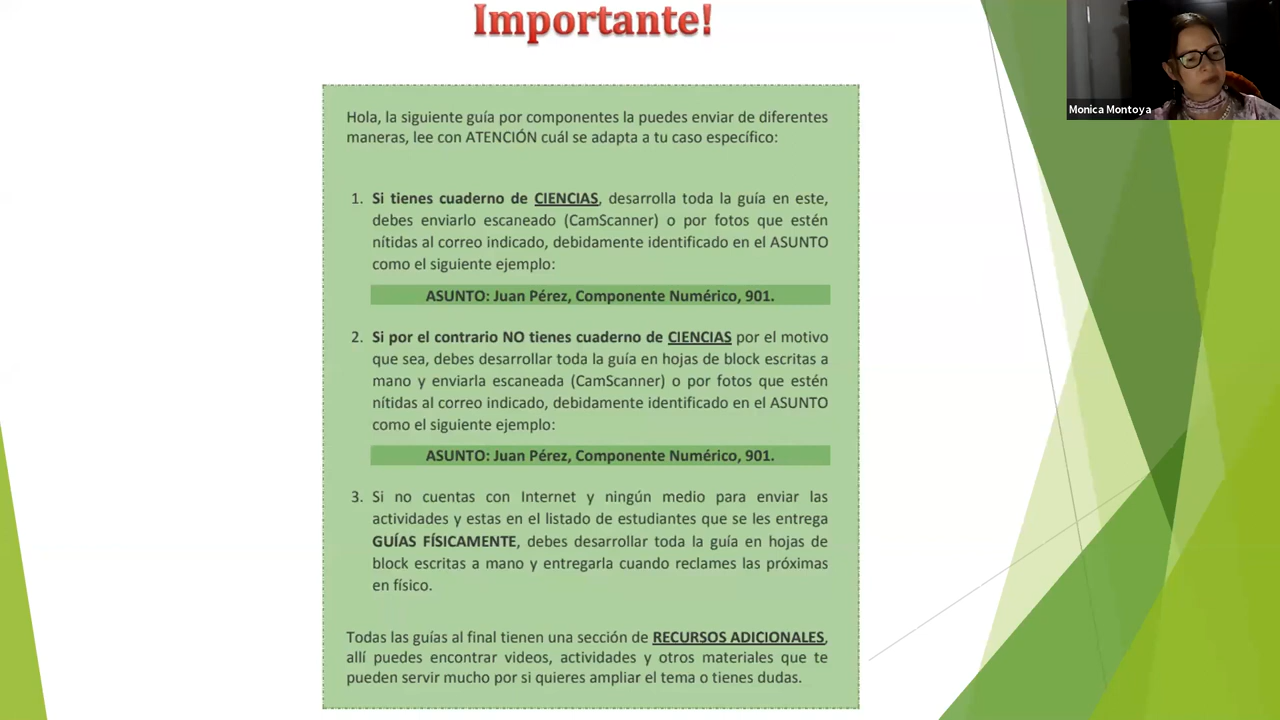 Importante!
Monica Montoya
Hola, la siguiente guía por componentes la puedes enviar de diferentes
maneras, lee con ATENCIÓN cuál se adapta a tu caso específico:
1. Si tienes cuaderno de CIENCIAS, desarrolla toda la guía en este,
debes enviarlo escaneado (CamScanner) o por fotos que estén
nítidas al correo indicado, debidamente identificado en el ASUNTO
como el siguiente ejemplo:
ASUNTO: Juan Pérez, Componente Numérico, 901.
2. Si por el contrario NO tienes cuaderno de CIENCIAS por el motivo
que sea, debes desarrollar toda la guía en hojas de block escritas a
mano y enviarla escaneada (CamScanner) o por fotos que estén
nítidas al correo indicado, debidamente identificado en el ASUNTO
como el siguiente ejemplo:
ASUNTO: Juan Pérez, Componente Numérico, 901.
3. Si no cuentas con Internet y ningún medio para enviar las
actividades y estas en el listado de estudiantes que se les entrega
GUÍAS FÍSICAMENTE, debes desarrollar toda la guía en hojas de
block escritas a mano y entregarla cuando reclames las próximas
en físico.
Todas las guías al final tienen una sección de RECURSOS ADICIONALES,
allí puedes encontrar videos, actividades y otros materiales que te
pueden servir mucho por si quieres ampliar el tema o tienes dudas.